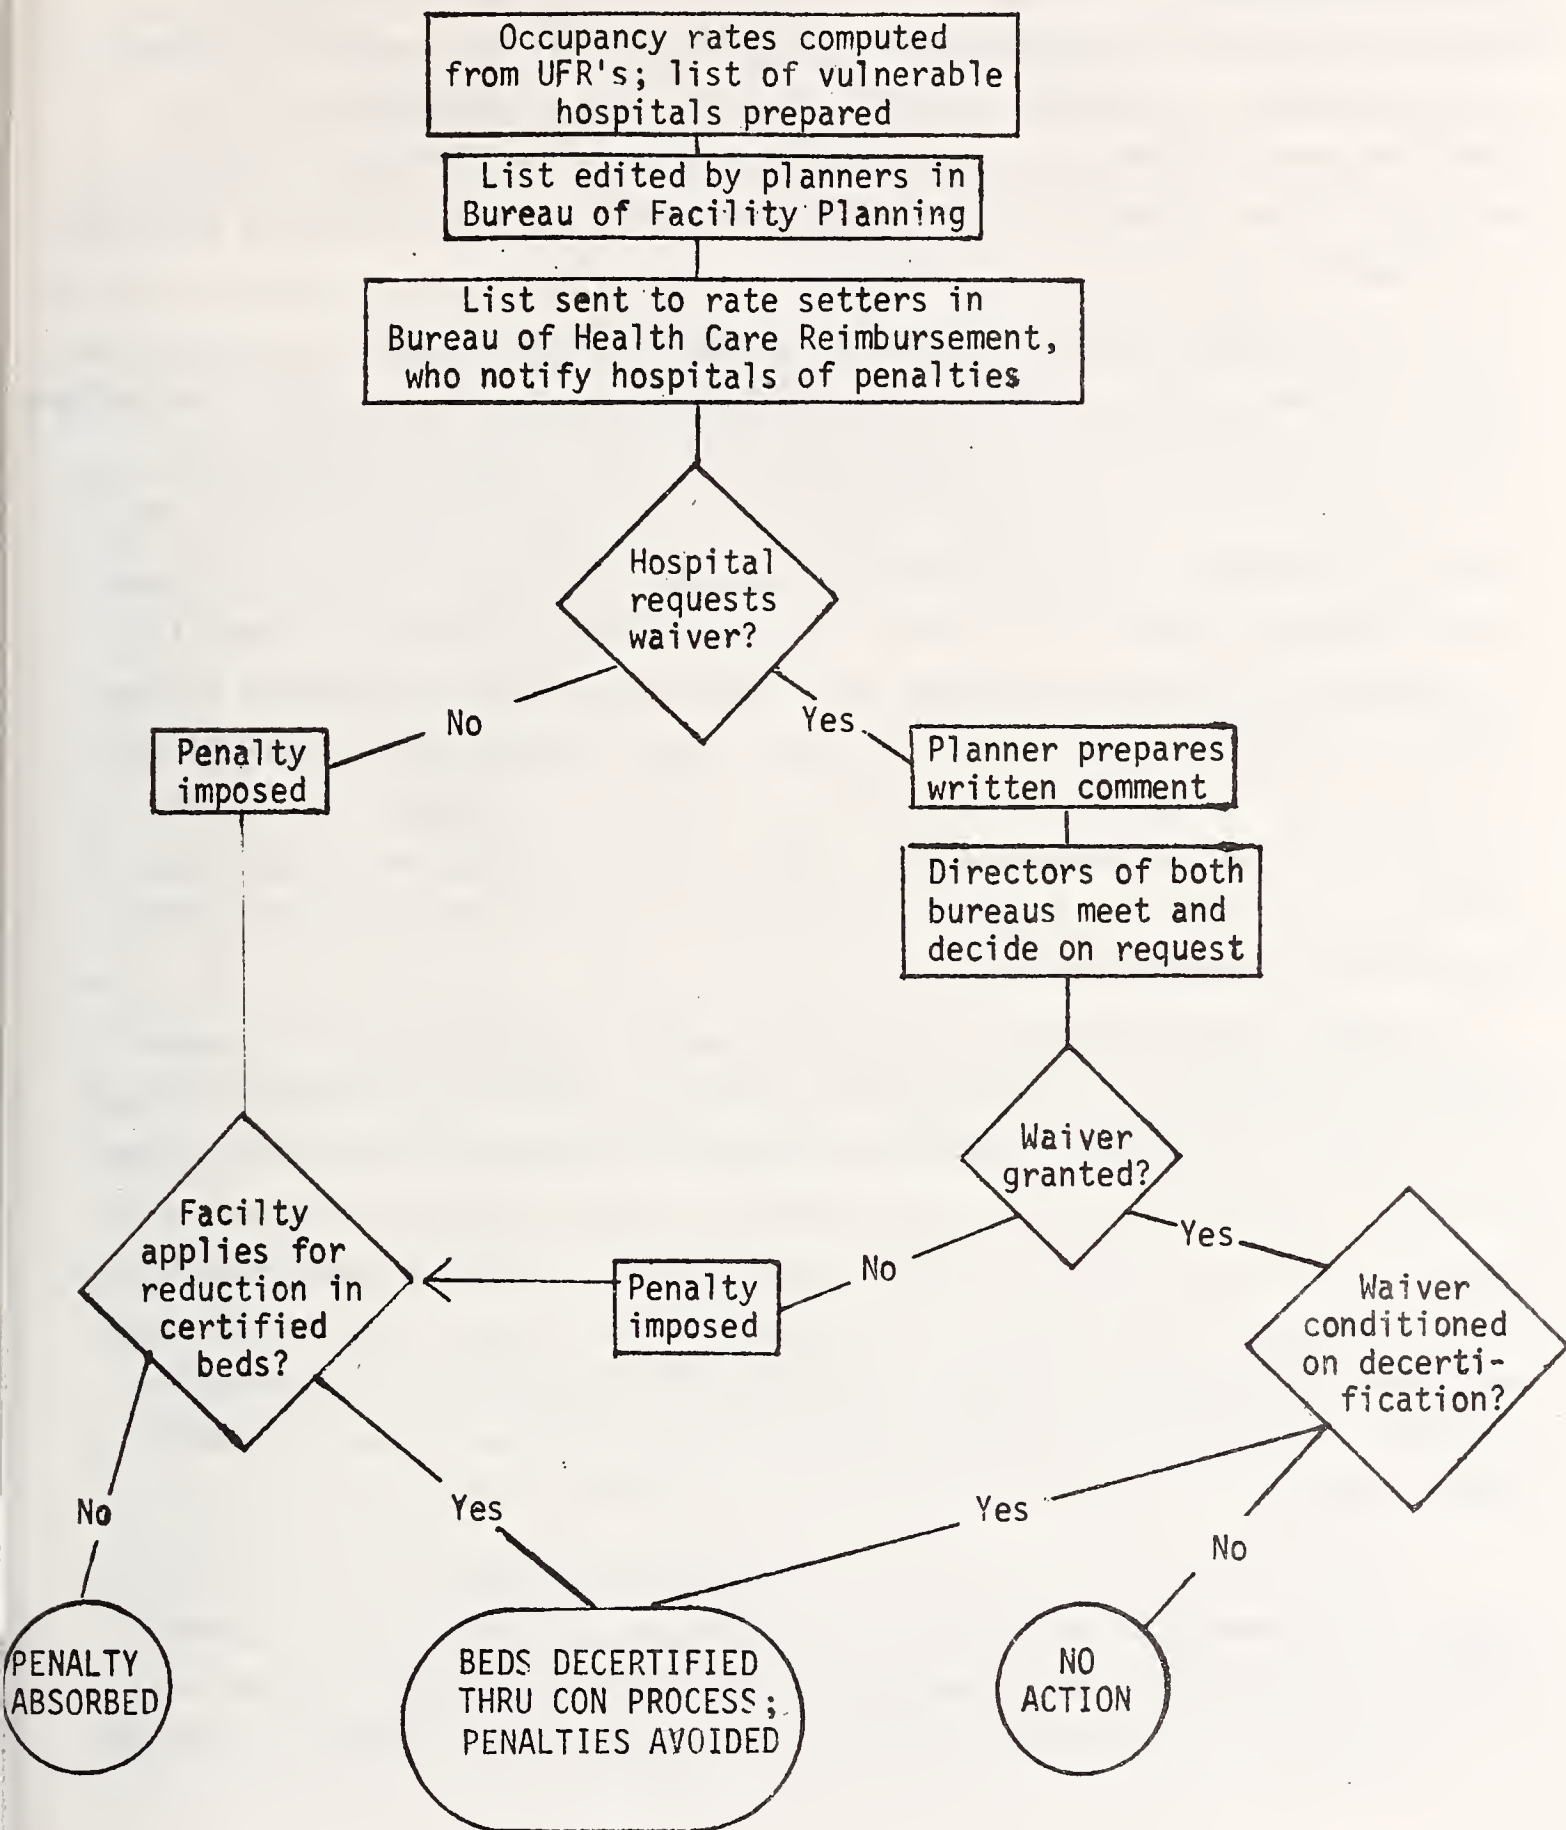 Occupancy rates computed
from UFR's; list of vulnerable
hospitals prepared
List edited by planners in
Bureau of Facility Planning
List sent to rate setters in
Bureau of Health Care Reimbursement,
who notify hospitals of penalties
Hospital
requests
waiver?
No
Yes
Penalty
imposed
Planner prepares
written comment
Directors of both
bureaus meet and
decide on request
Waiver
granted?
No
Yes
Penalty
imposed
Facilty
applies for
reduction in
certified
beds?
Waiver
conditioned
on decerti-
fication?
No
Yes
Yes
No
PENALTY
ABSORBED
BEDS DECERTIFIED
THRU CON PROCESS;
PENALTIES AVOIDED
NO
ACTION